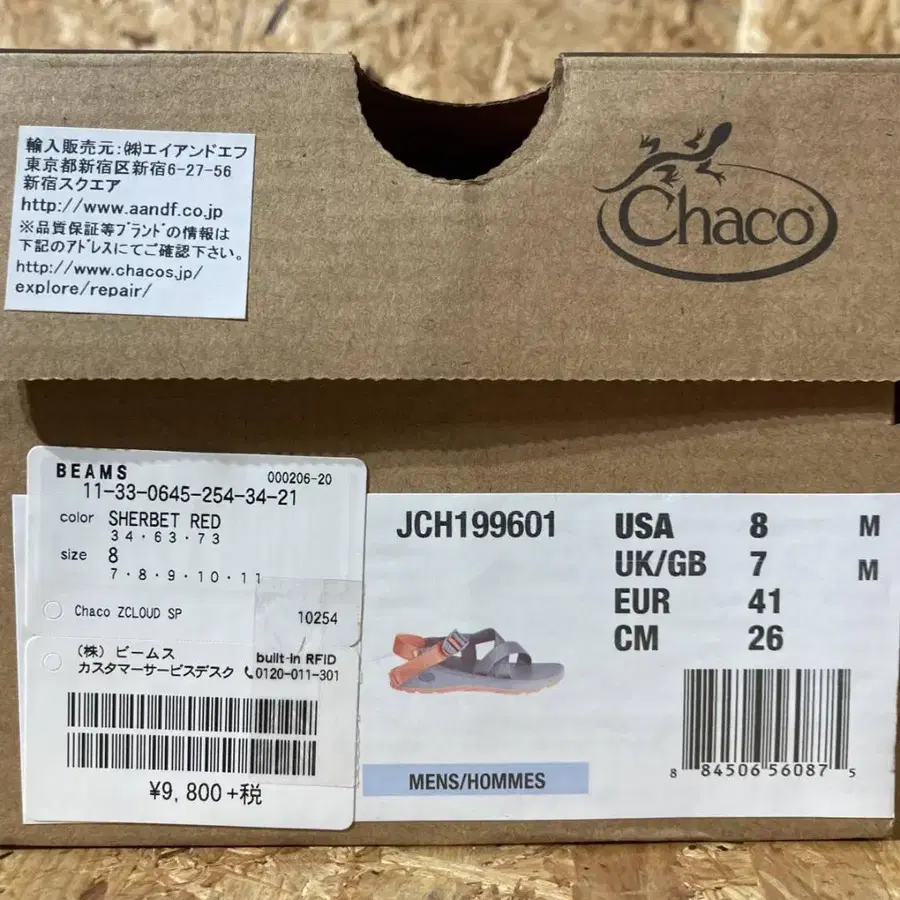 輸入販売元:㈱エイアンドエフ
東京都新宿区新宿6-27-56
新宿スクエア
http://www.aandf.co.jp
※品質保証等ブランドの情報は
下記のアドレスにてご確認下さい。
http://www.chacos.jp/
explore/repair/
Chaco®
BEAMS 000206-20
11-33-0645-254-34-21
color SHERBET RED
34・63・73
size 8
7・8・9・10・11
Chaco ZCLOUD SP 10254
(株) ビームス built-in RFID
カスタマーサービスデスク 0120-011-301
¥9,800+税
JCH199601
USA 8 M
UK/GB 7 M
EUR 41
CM 26
MENS/HOMMES
8 84506 56087 5